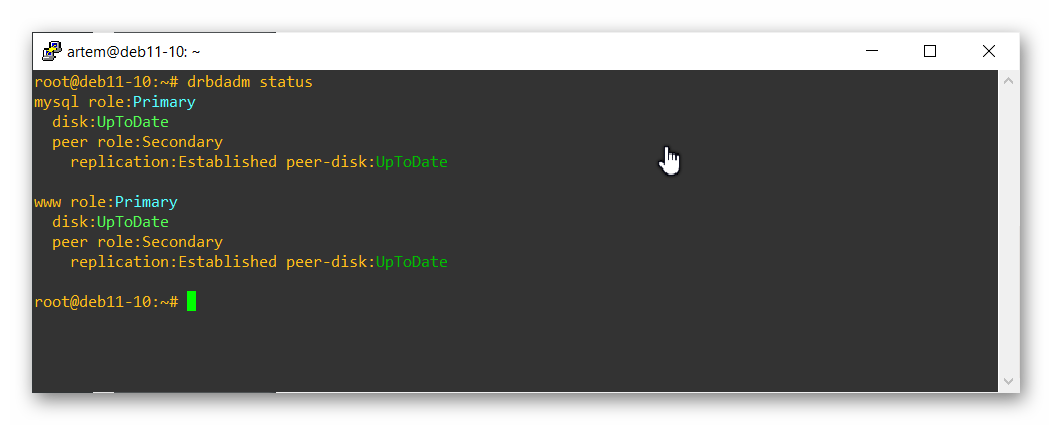 artem@deb11-10: ~
root@deb11-10:~# drbdadm status
mysql role:Primary
  disk:UpToDate
  peer role:Secondary
    replication:Established peer-disk:UpToDate

www role:Primary
  disk:UpToDate
  peer role:Secondary
    replication:Established peer-disk:UpToDate

root@deb11-10:~#